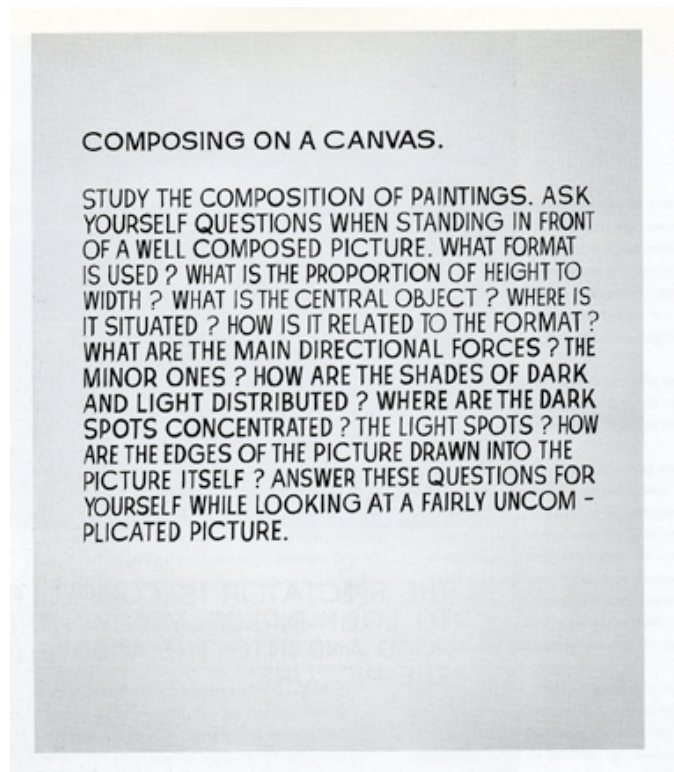 COMPOSING ON A CANVAS.
STUDY THE COMPOSITION OF PAINTINGS. ASK
YOURSELF QUESTIONS WHEN STANDING IN FRONT
OF A WELL COMPOSED PICTURE. WHAT FORMAT
IS USED ? WHAT IS THE PROPORTION OF HEIGHT TO
WIDTH ? WHAT IS THE CENTRAL OBJECT ? WHERE IS
IT SITUATED ? HOW IS IT RELATED TO THE FORMAT ?
WHAT ARE THE MAIN DIRECTIONAL FORCES ? THE
MINOR ONES ? HOW ARE THE SHADES OF DARK
AND LIGHT DISTRIBUTED ? WHERE ARE THE DARK
SPOTS CONCENTRATED ? THE LIGHT SPOTS ? HOW
ARE THE EDGES OF THE PICTURE DRAWN INTO THE
PICTURE ITSELF ? ANSWER THESE QUESTIONS FOR
YOURSELF WHILE LOOKING AT A FAIRLY UNCOM –
PLICATED PICTURE.